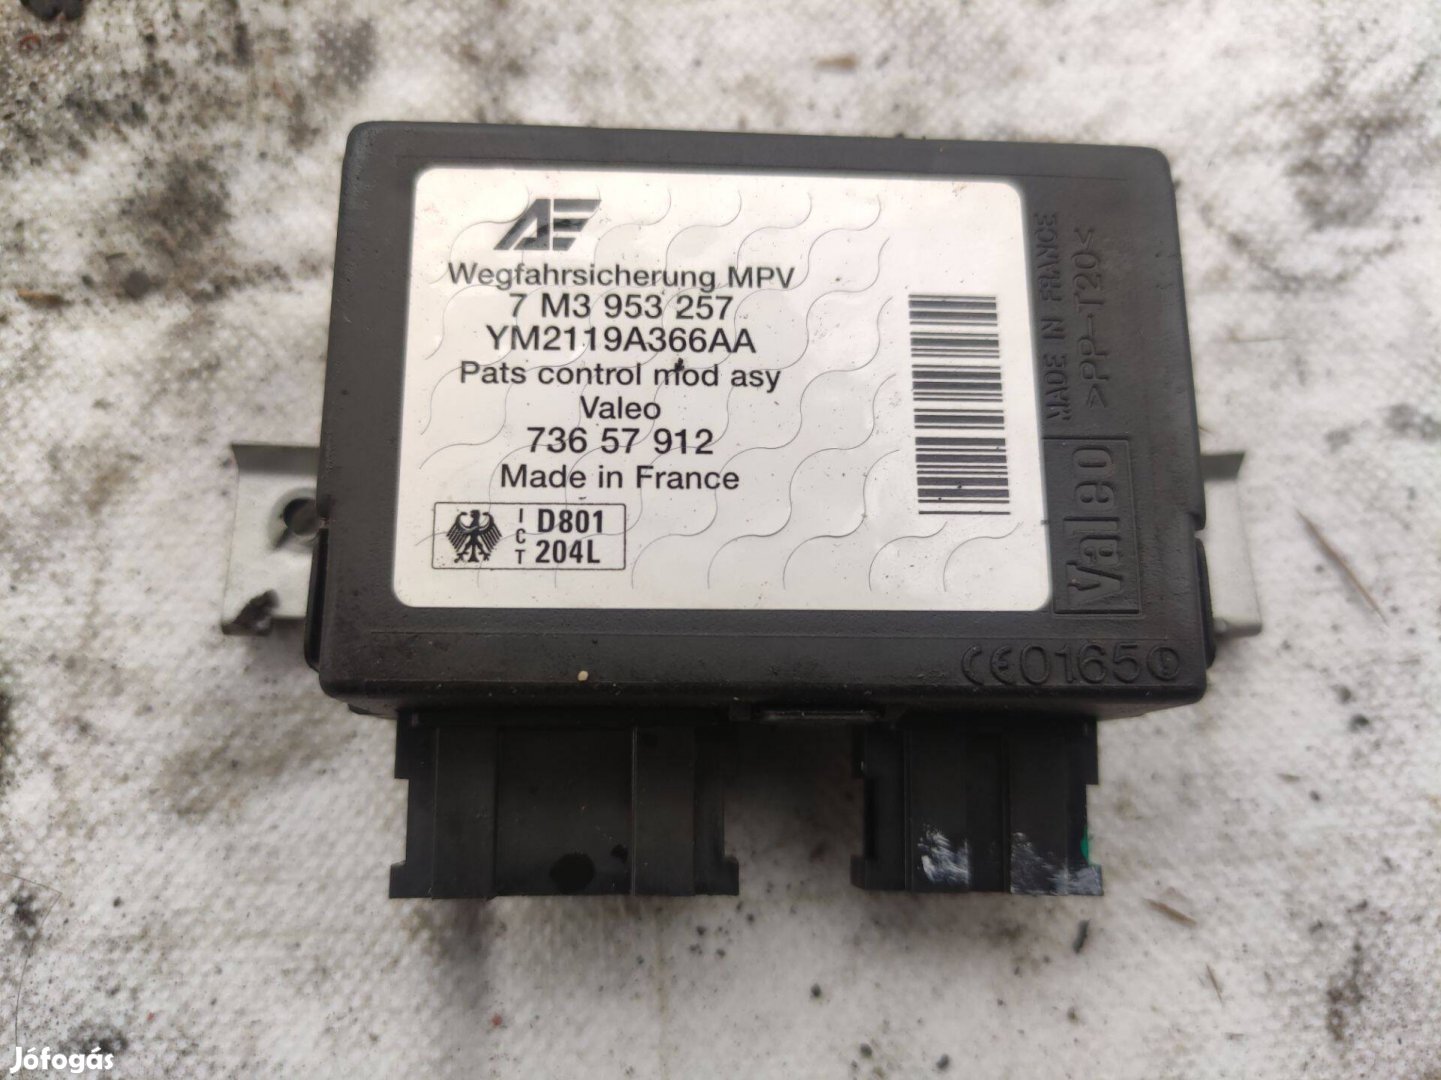 AE
Wegfahrsicherung MPV
7 M3 953 257
YM2119A366AA
Pats control mod asy
Valeo
736 57 912
Made in France
ICT
D801
204L
MADE IN FRANCE
>PP-T20<
Valeo
CE0165
Jófogás